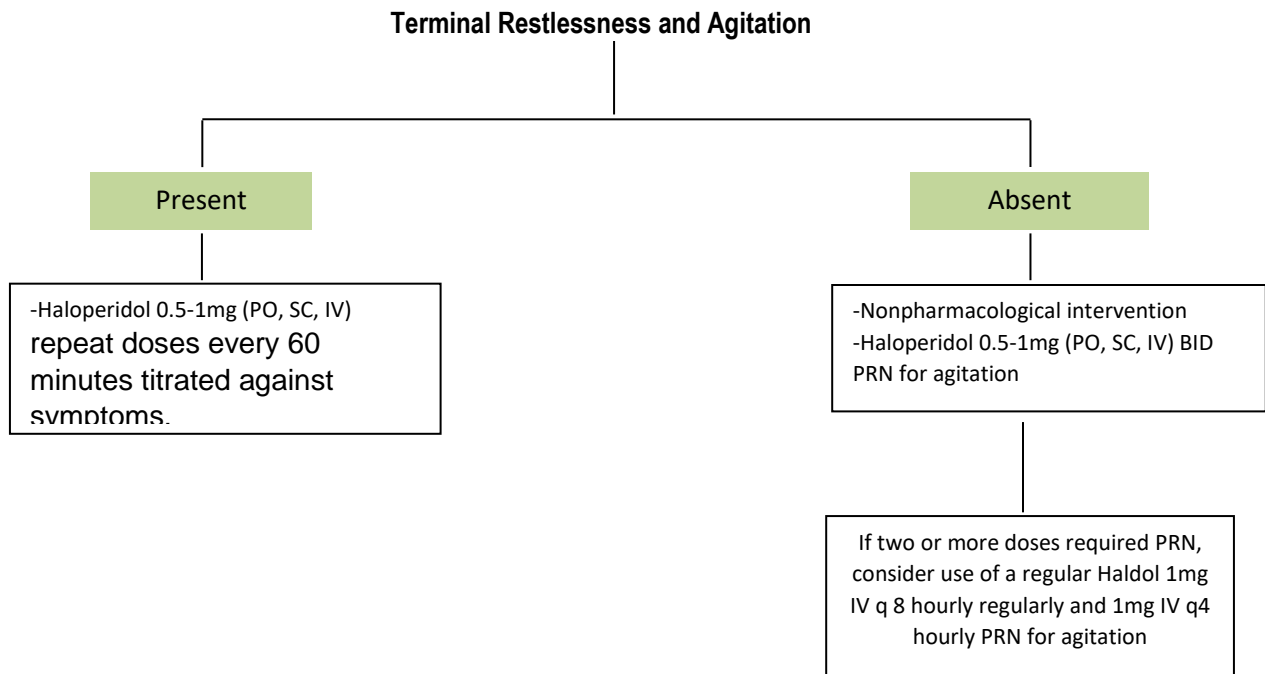 Terminal Restlessness and Agitation
Present
Absent
-Haloperidol 0.5-1mg (PO, SC, IV)
repeat doses every 60
minutes titrated against
symptoms.
-Nonpharmacological intervention
-Haloperidol 0.5-1mg (PO, SC, IV) BID
PRN for agitation
If two or more doses required PRN,
consider use of a regular Haldol 1mg
IV q 8 hourly regularly and 1mg IV q4
hourly PRN for agitation